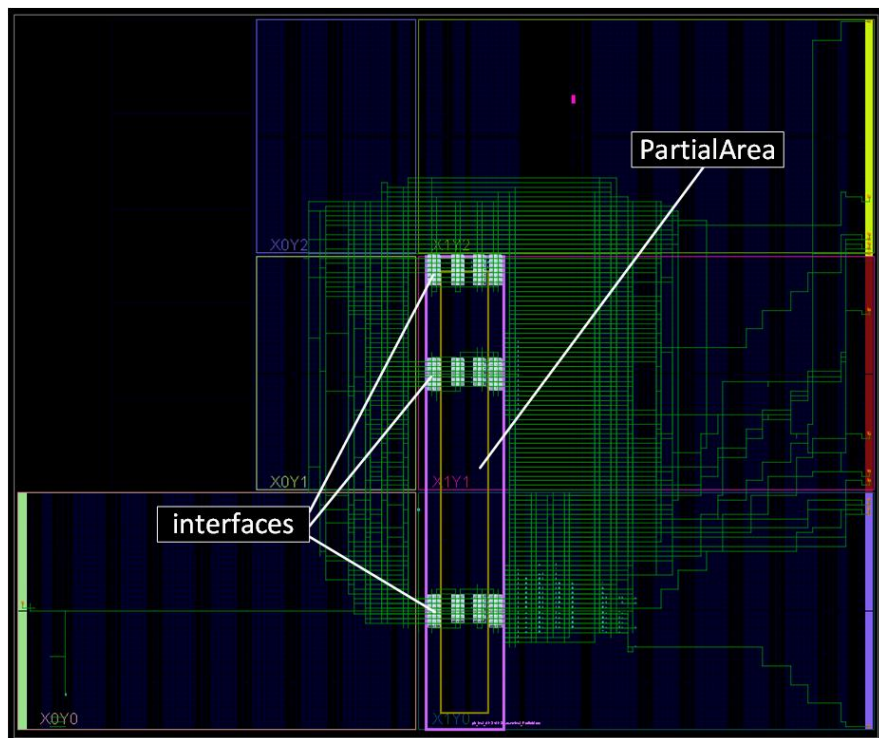 PartialArea
X0Y2
X1Y2
X0Y1
X1Y1
interfaces
X0Y0
X1Y0